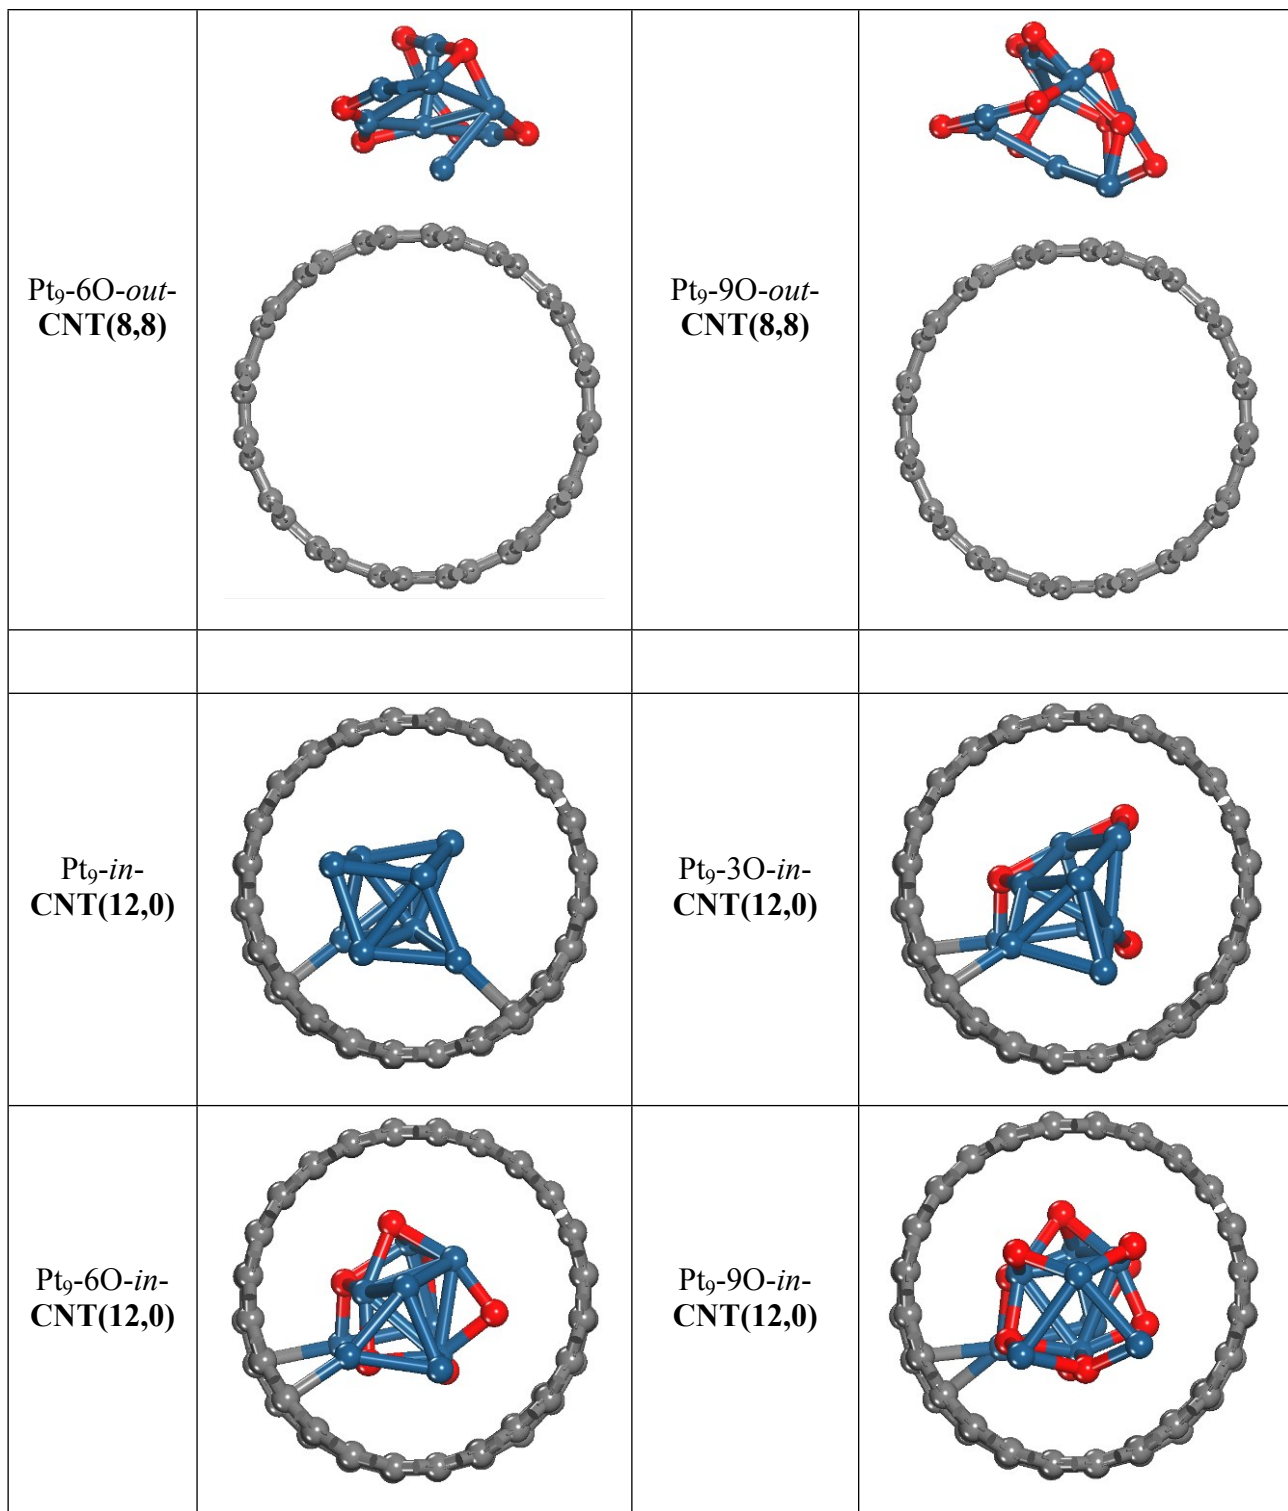 Pt₉-6O-out-
CNT(8,8)
Pt₉-9O-out-
CNT(8,8)
Pt₉-in-
CNT(12,0)
Pt₉-3O-in-
CNT(12,0)
Pt₉-6O-in-
CNT(12,0)
Pt₉-9O-in-
CNT(12,0)